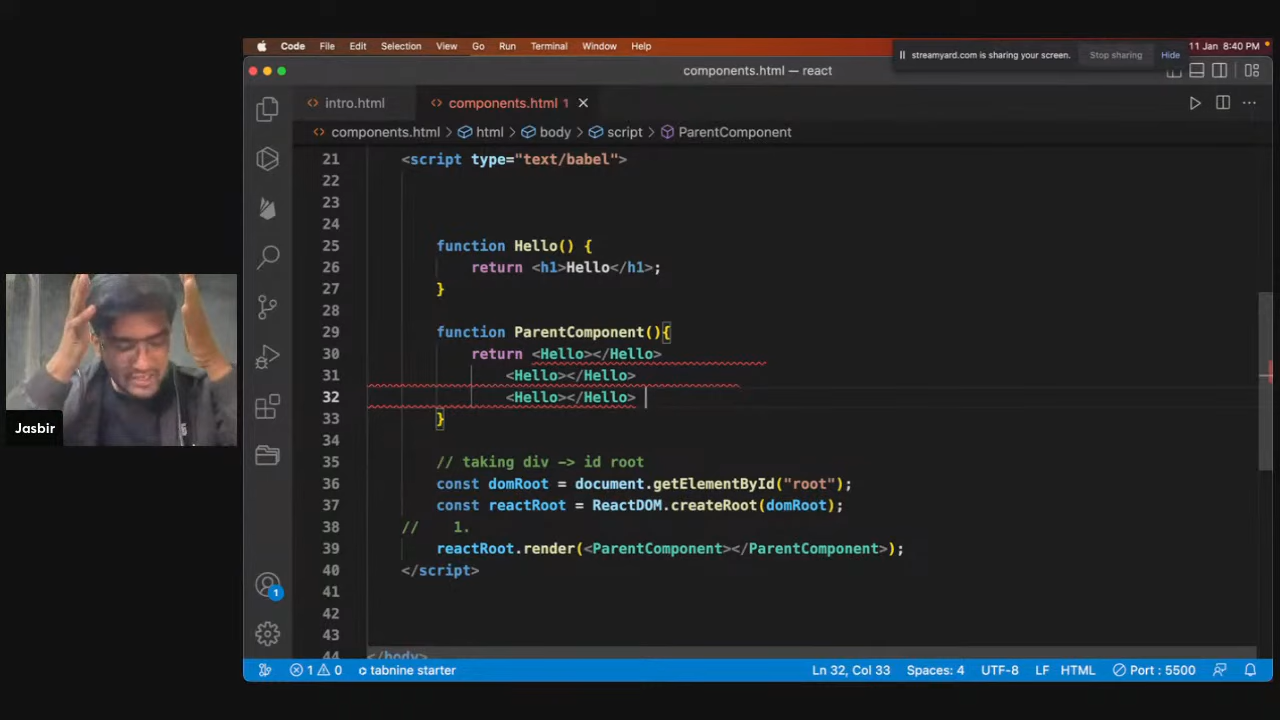 Code File Edit Selection View Go Run Terminal Window Help
streamyard.com is sharing your screen. Stop sharing Hide
11 Jan 8:40 PM
components.html — react
intro.html
components.html 1
components.html > html > body > script > ParentComponent
21 <script type="text/babel">
22
23
24
25 function Hello() {
26 return <h1>Hello</h1>;
27 }
28
29 function ParentComponent(){
30 return <Hello></Hello>
31 <Hello></Hello>
32 <Hello></Hello>
33 }
34
35 // taking div -> id root
36 const domRoot = document.getElementById("root");
37 const reactRoot = ReactDOM.createRoot(domRoot);
38 // 1.
39 reactRoot.render(<ParentComponent></ParentComponent>);
40 </script>
41
42
43
44 </body>
Jasbir
1
1 0 tabnine starter Ln 32, Col 33 Spaces: 4 UTF-8 LF HTML Port : 5500